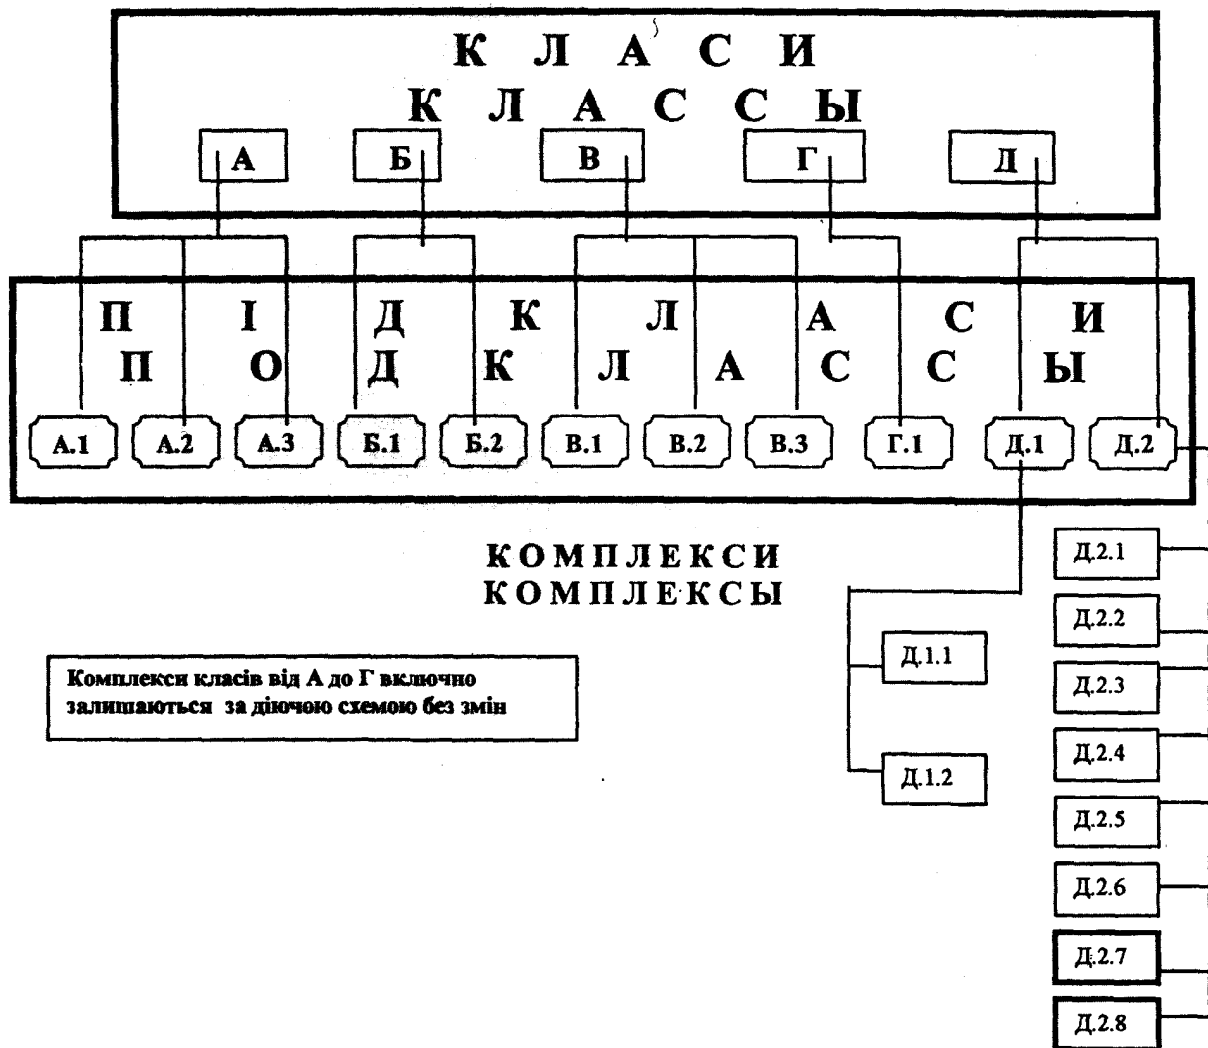 К Л А С И
К Л А С С Ы
А Б В Г Д
П І Д К Л А С И
П О Д К Л А С С Ы
А.1 А.2 А.3 Б.1 Б.2 В.1 В.2 В.3 Г.1 Д.1 Д.2
К О М П Л Е К С И
К О М П Л Е К С Ы
Комплекси класів від А до Г включно
залишаються за діючою схемою без змін
Д.1.1
Д.1.2
Д.2.1
Д.2.2
Д.2.3
Д.2.4
Д.2.5
Д.2.6
Д.2.7
Д.2.8